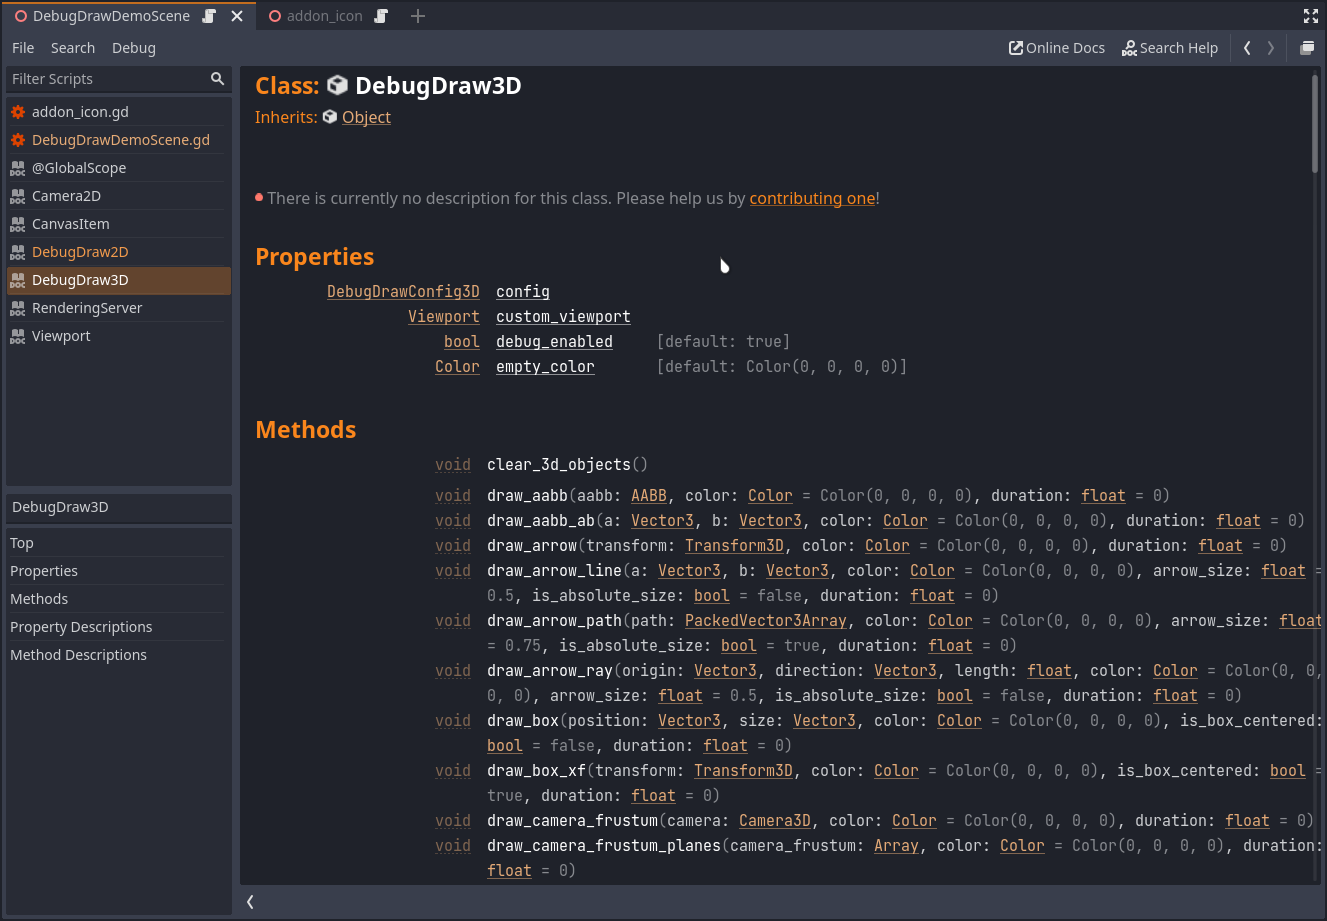 DebugDrawDemoScene
addon_icon
File Search Debug
Online Docs Search Help
Filter Scripts
addon_icon.gd
DebugDrawDemoScene.gd
@GlobalScope
Camera2D
CanvasItem
DebugDraw2D
DebugDraw3D
RenderingServer
Viewport
DebugDraw3D
Top
Properties
Methods
Property Descriptions
Method Descriptions
Class: DebugDraw3D
Inherits: Object
There is currently no description for this class. Please help us by contributing one!
Properties
DebugDrawConfig3D config
Viewport custom_viewport
bool debug_enabled [default: true]
Color empty_color [default: Color(0, 0, 0, 0)]
Methods
void clear_3d_objects()
void draw_aabb(aabb: AABB, color: Color = Color(0, 0, 0, 0), duration: float = 0)
void draw_aabb_ab(a: Vector3, b: Vector3, color: Color = Color(0, 0, 0, 0), duration: float = 0)
void draw_arrow(transform: Transform3D, color: Color = Color(0, 0, 0, 0), duration: float = 0)
void draw_arrow_line(a: Vector3, b: Vector3, color: Color = Color(0, 0, 0, 0), arrow_size: float =
0.5, is_absolute_size: bool = false, duration: float = 0)
void draw_arrow_path(path: PackedVector3Array, color: Color = Color(0, 0, 0, 0), arrow_size: float
= 0.75, is_absolute_size: bool = true, duration: float = 0)
void draw_arrow_ray(origin: Vector3, direction: Vector3, length: float, color: Color = Color(0, 0,
0, 0), arrow_size: float = 0.5, is_absolute_size: bool = false, duration: float = 0)
void draw_box(position: Vector3, size: Vector3, color: Color = Color(0, 0, 0, 0), is_box_centered:
bool = false, duration: float = 0)
void draw_box_xf(transform: Transform3D, color: Color = Color(0, 0, 0, 0), is_box_centered: bool =
true, duration: float = 0)
void draw_camera_frustum(camera: Camera3D, color: Color = Color(0, 0, 0, 0), duration: float = 0)
void draw_camera_frustum_planes(camera_frustum: Array, color: Color = Color(0, 0, 0, 0), duration:
float = 0)